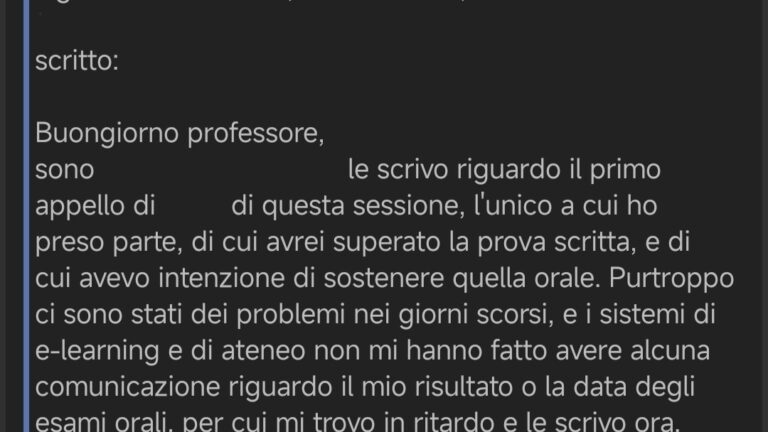 scritto:
Buongiorno professore,
sono le scrivo riguardo il primo
appello di di questa sessione, l'unico a cui ho
preso parte, di cui avrei superato la prova scritta, e di
cui avevo intenzione di sostenere quella orale. Purtroppo
ci sono stati dei problemi nei giorni scorsi, e i sistemi di
e-learning e di ateneo non mi hanno fatto avere alcuna
comunicazione riguardo il mio risultato o la data degli
esami orali, per cui mi trovo in ritardo e le scrivo ora.